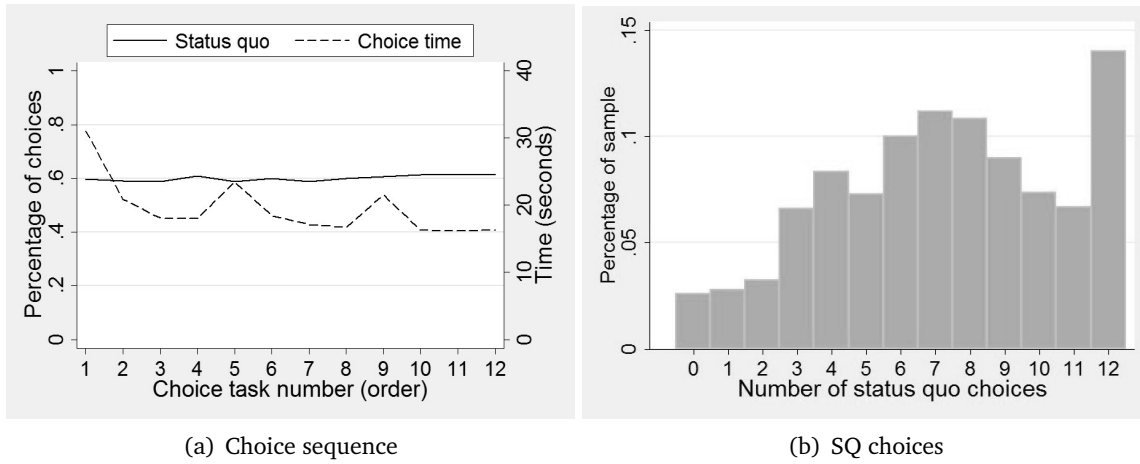 Status quo Choice time
Percentage of choices
0 .2 .4 .6 .8 1
0 10 20 30 40
Time (seconds)
1 2 3 4 5 6 7 8 9 10 11 12
Choice task number (order)
(a) Choice sequence
Percentage of sample
0 .05 .1 .15
0 1 2 3 4 5 6 7 8 9 10 11 12
Number of status quo choices
(b) SQ choices